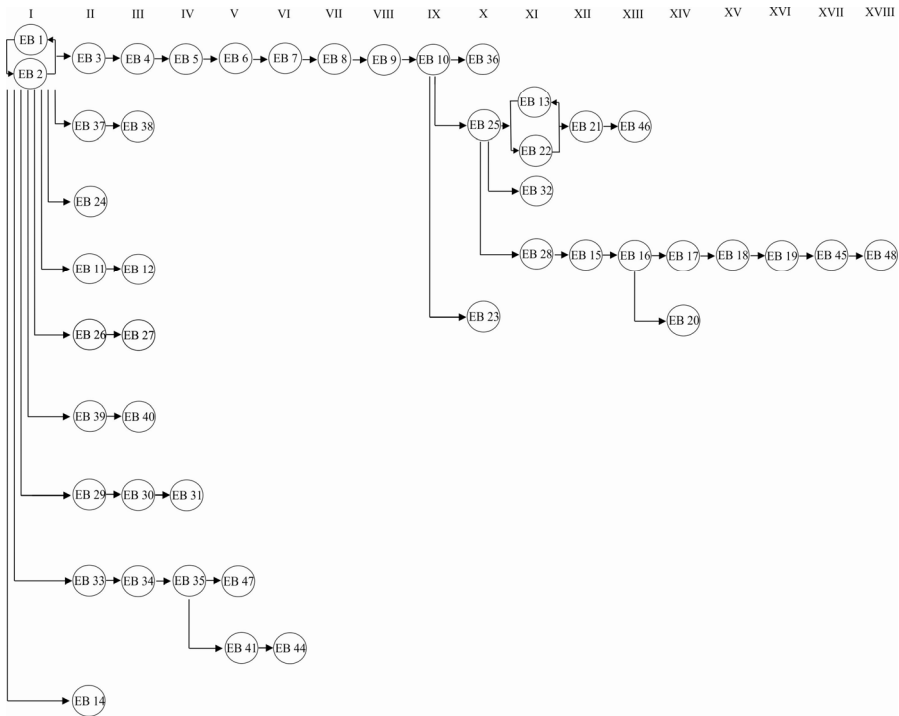 I II III IV V VI VII VIII IX X XI XII XIII XIV XV XVI XVII XVIII
EB 1
EB 2
EB 3 EB 4 EB 5 EB 6 EB 7 EB 8 EB 9 EB 10 EB 36
EB 13
EB 37 EB 38 EB 25 EB 21 EB 46
EB 22
EB 24 EB 32
EB 11 EB 12 EB 28 EB 15 EB 16 EB 17 EB 18 EB 19 EB 45 EB 48
EB 26 EB 27 EB 23 EB 20
EB 39 EB 40
EB 29 EB 30 EB 31
EB 33 EB 34 EB 35 EB 47
EB 41 EB 44
EB 14